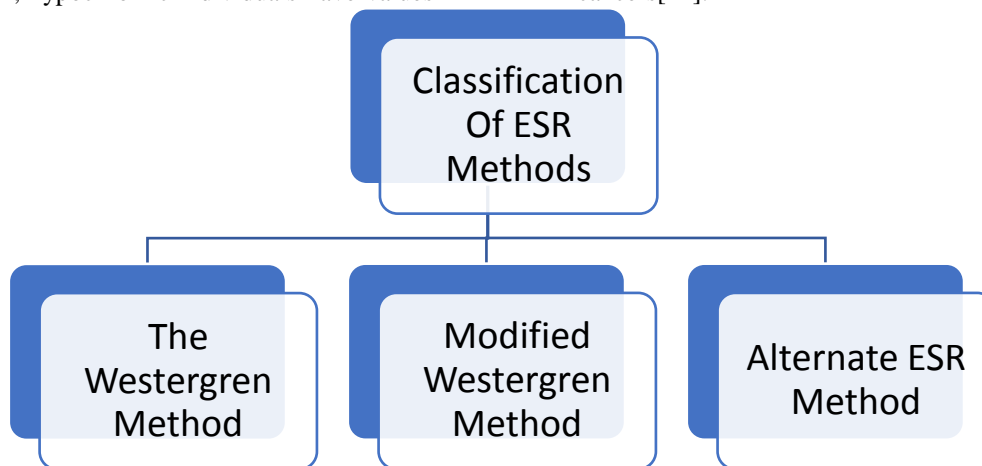 Classification
Of ESR
Methods
The
Westergren
Method
Modified
Westergren
Method
Alternate ESR
Method